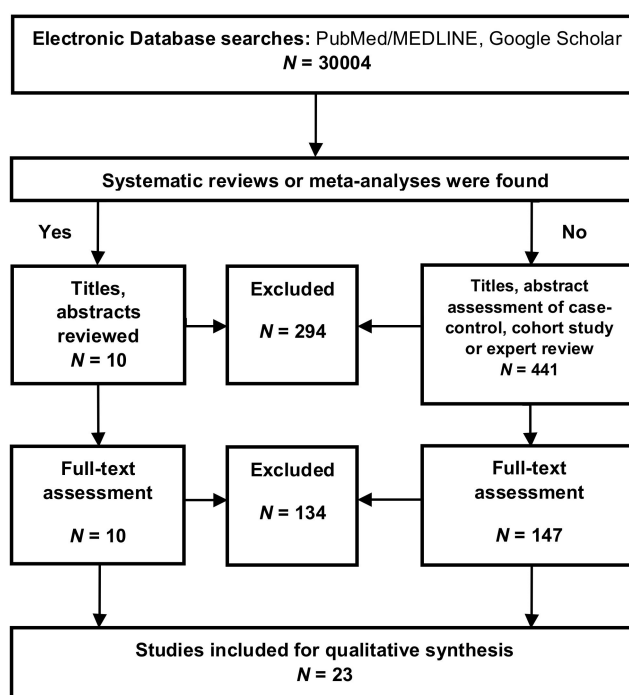 Electronic Database searches: PubMed/MEDLINE, Google Scholar
N = 30004
Systematic reviews or meta-analyses were found
Yes
No
Titles,
abstracts
reviewed
N = 10
Excluded
N = 294
Titles, abstract
assessment of case-
control, cohort study
or expert review
N = 441
Full-text
assessment
N = 10
Excluded
N = 134
Full-text
assessment
N = 147
Studies included for qualitative synthesis
N = 23